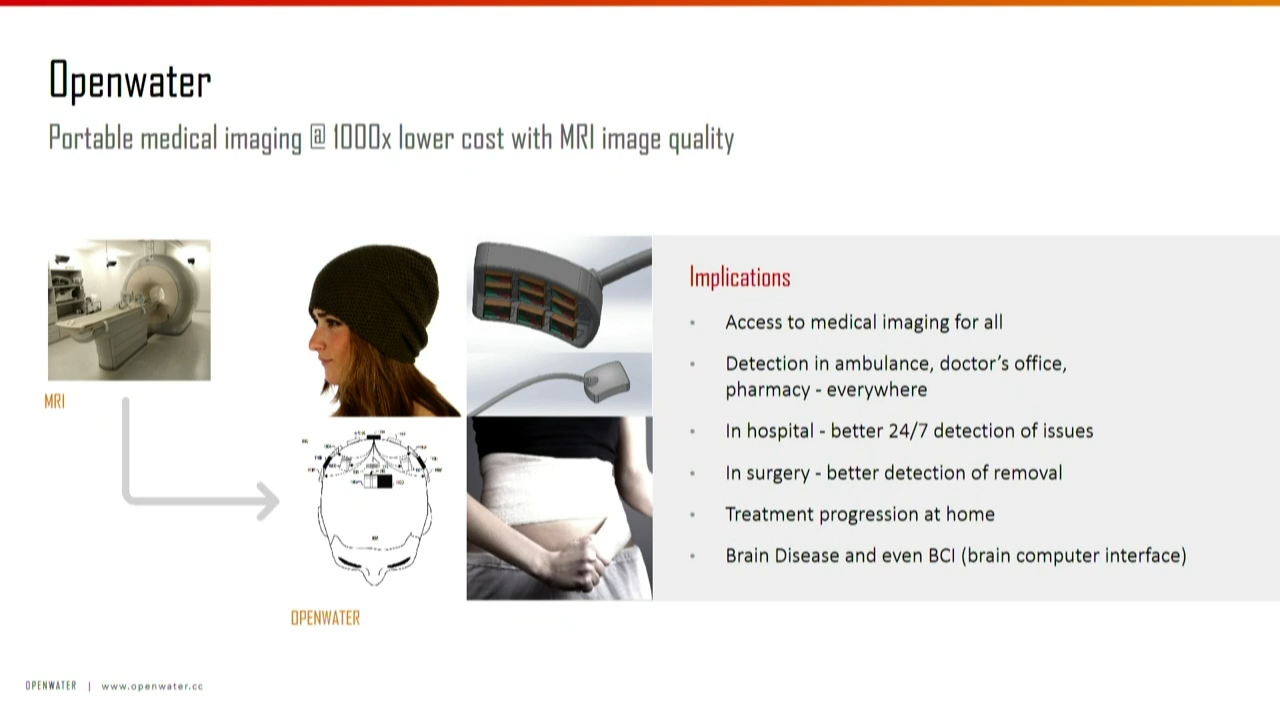 Openwater
Portable medical imaging @ 1000x lower cost with MRI image quality
MRI
OPENWATER
Implications
• Access to medical imaging for all
• Detection in ambulance, doctor’s office,
pharmacy - everywhere
• In hospital - better 24/7 detection of issues
• In surgery - better detection of removal
• Treatment progression at home
• Brain Disease and even BCI (brain computer interface)
OPENWATER | www.openwater.cc